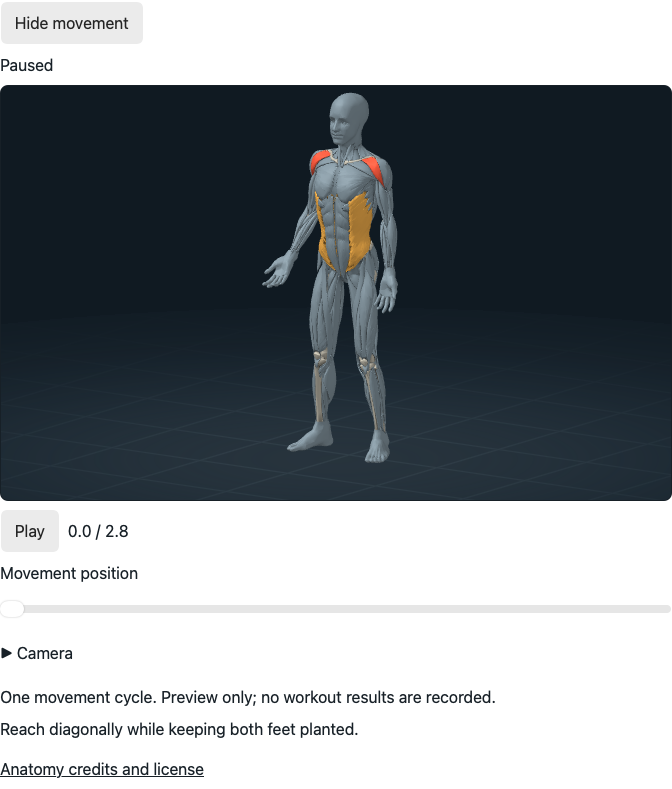 Hide movement
Paused
Play 0.0 / 2.8
Movement position
Camera
One movement cycle. Preview only; no workout results are recorded.
Reach diagonally while keeping both feet planted.
Anatomy credits and license